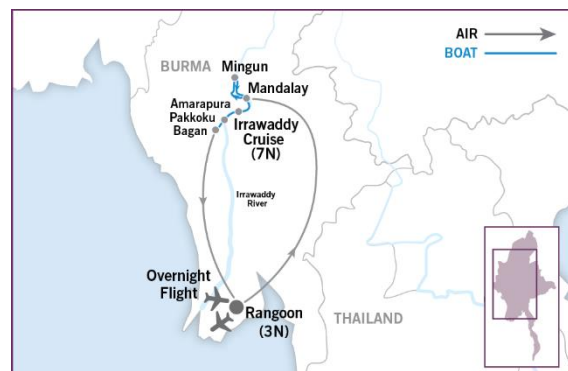 AIR
BOAT
BURMA
Mingun
Mandalay
Amarapura
Pakkoku
Bagan
Irrawaddy
Cruise
(7N)
Irrawaddy
River
Overnight
Flight
Rangoon
(3N)
THAILAND